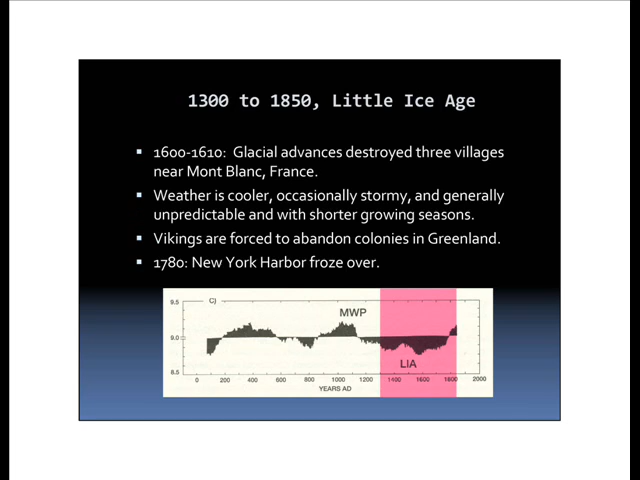 1300 to 1850, Little Ice Age
▪ 1600-1610: Glacial advances destroyed three villages
near Mont Blanc, France.
▪ Weather is cooler, occasionally stormy, and generally
unpredictable and with shorter growing seasons.
▪ Vikings are forced to abandon colonies in Greenland.
▪ 1780: New York Harbor froze over.
9.5
C)
MWP
9.0
LIA
8.5
0 200 400 600 800 1000 1200 1400 1600 1800 2000
YEARS AD